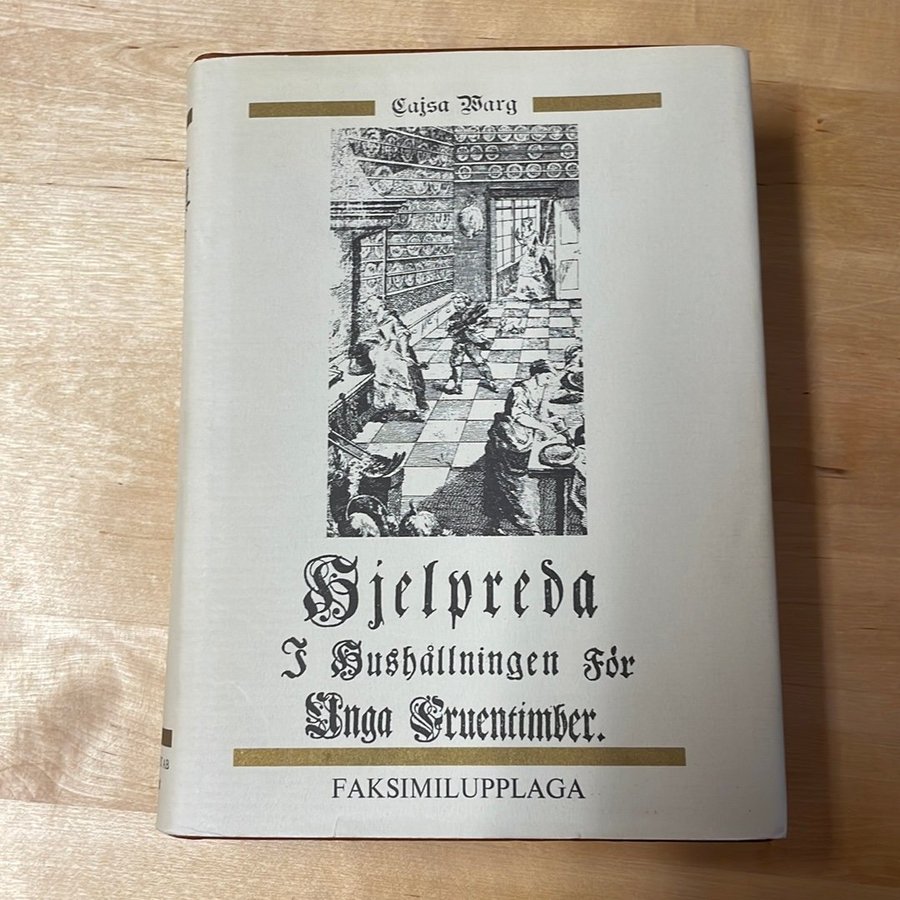 Cajsa Warg
Hjelpreda
I Hushållningen För
Unga Fruentimber.
FAKSIMILUPPLAGA